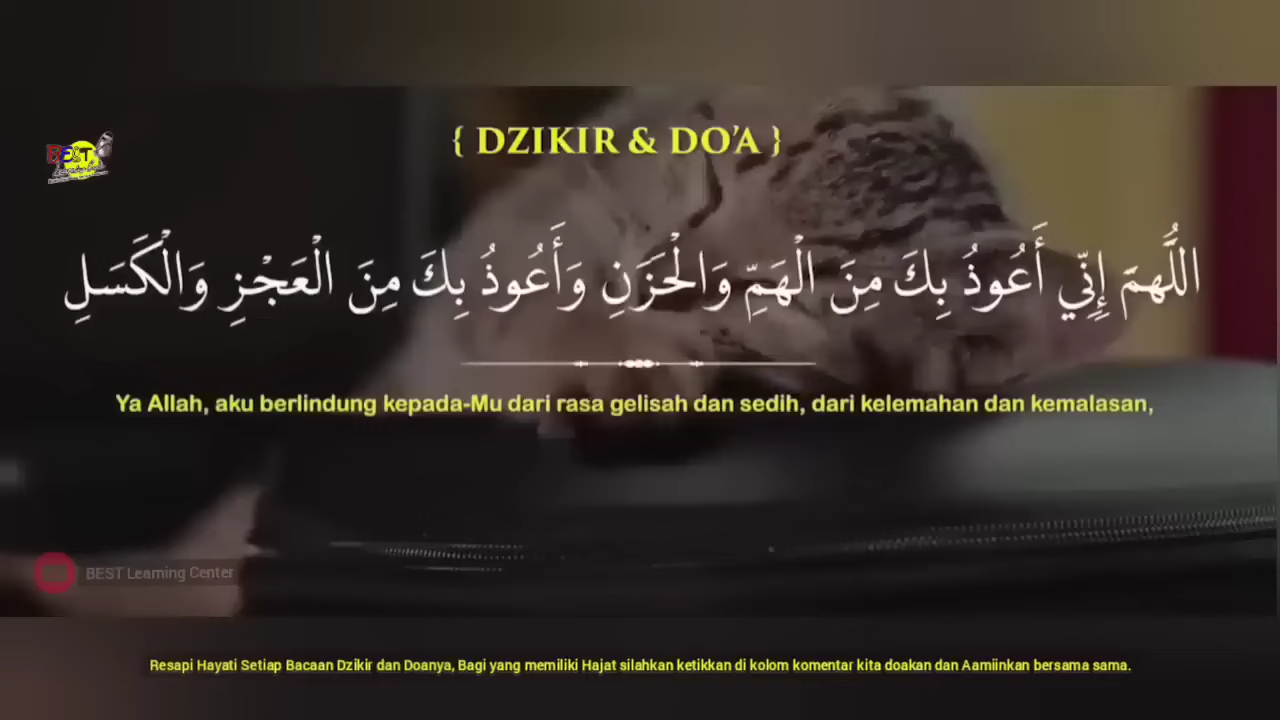 { DZIKIR & DO'A }
BEST
اللَّهُمَّ إِنِّي أَعُوذُ بِكَ مِنَ الْهَمِّ وَالْحَزَنِ وَأَعُوذُ بِكَ مِنَ الْعَجْزِ وَالْكَسَلِ
Ya Allah, aku berlindung kepada-Mu dari rasa gelisah dan sedih, dari kelemahan dan kemalasan,
BEST Learning Center
Resapi Hayati Setiap Bacaan Dzikir dan Doanya, Bagi yang memiliki Hajat silahkan ketikkan di kolom komentar kita doakan dan Aamiinkan bersama sama.